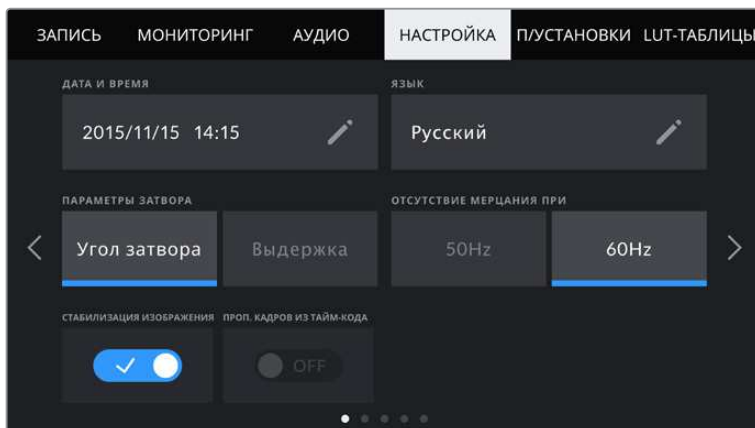 ЗАПИСЬ МОНИТОРИНГ АУДИО НАСТРОЙКА П/УСТАНОВКИ LUT-ТАБЛИЦЫ
ДАТА И ВРЕМЯ ЯЗЫК
2015/11/15 14:15 Русский
ПАРАМЕТРЫ ЗАТВОРА ОТСУТСТВИЕ МЕРЦАНИЯ ПРИ
Угол затвора Выдержка 50Hz 60Hz
СТАБИЛИЗАЦИЯ ИЗОБРАЖЕНИЯ ПРОП. КАДРОВ ИЗ ТАЙМ-КОДА
OFF